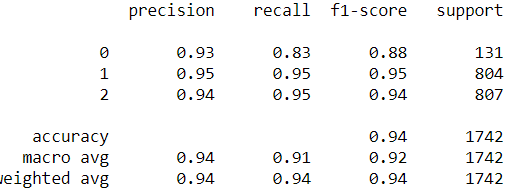 precision recall f1-score support
0 0.93 0.83 0.88 131
1 0.95 0.95 0.95 804
2 0.94 0.95 0.94 807
accuracy 0.94 1742
macro avg 0.94 0.91 0.92 1742
weighted avg 0.94 0.94 0.94 1742